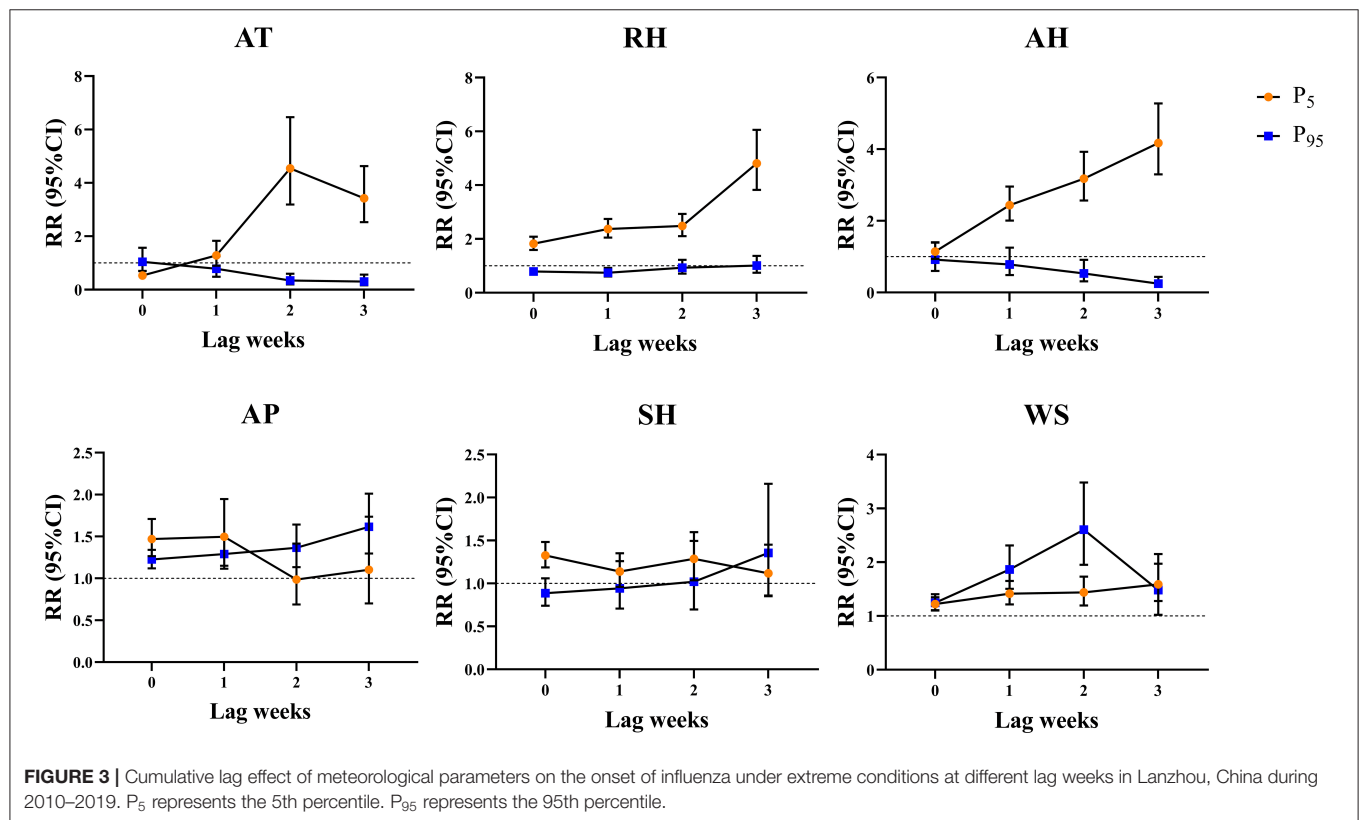 AT
RH
AH
8
6
4
2
0
RR (95%CI)
0 1 2 3
Lag weeks
8
6
4
2
0
RR (95%CI)
0 1 2 3
Lag weeks
6
4
2
0
RR (95%CI)
0 1 2 3
Lag weeks
P5
P95
AP
SH
WS
2.5
2.0
1.5
1.0
0.5
0.0
RR (95%CI)
0 1 2 3
Lag weeks
2.5
2.0
1.5
1.0
0.5
0.0
RR (95%CI)
0 1 2 3
Lag weeks
4
3
2
1
0
RR (95%CI)
0 1 2 3
Lag weeks
FIGURE 3 | Cumulative lag effect of meteorological parameters on the onset of influenza under extreme conditions at different lag weeks in Lanzhou, China during
2010–2019. P5 represents the 5th percentile. P95 represents the 95th percentile.